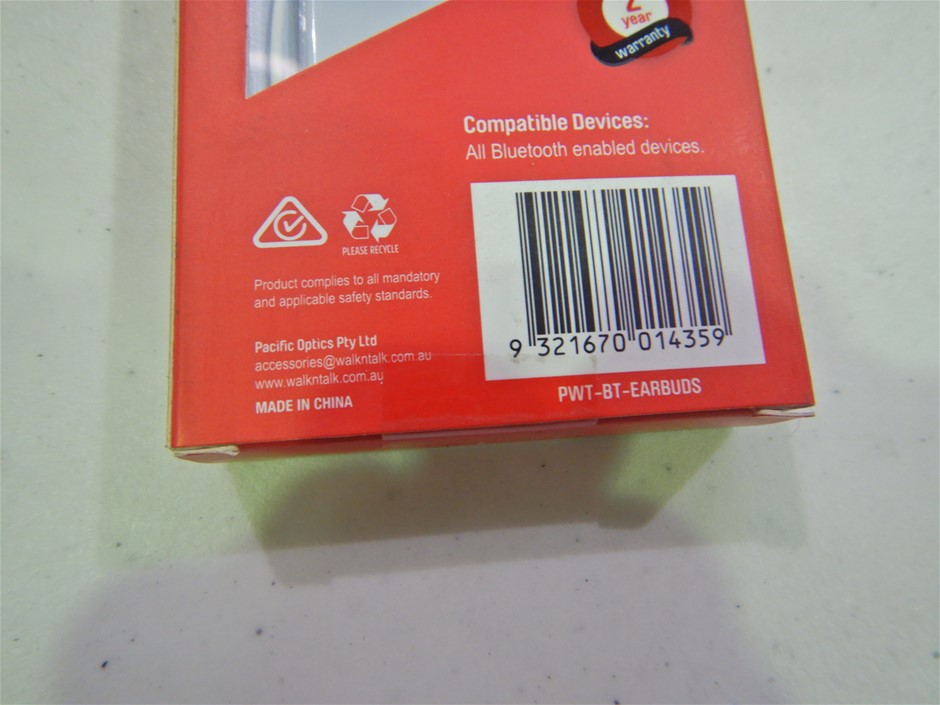 2
year
warranty
Compatible Devices:
All Bluetooth enabled devices.
PLEASE RECYCLE
Product complies to all mandatory
and applicable safety standards.
Pacific Optics Pty Ltd
accessories@walkntalk.com.au
www.walkntalk.com.au
MADE IN CHINA
9 321670 014359
PWT-BT-EARBUDS